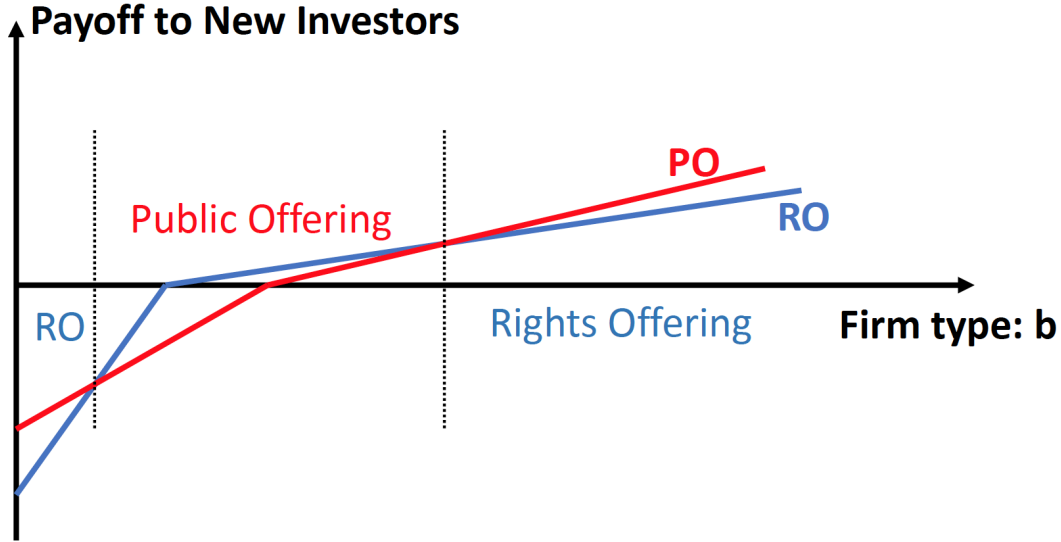 Payoff to New Investors
PO
Public Offering
RO
RO
Rights Offering
Firm type: b